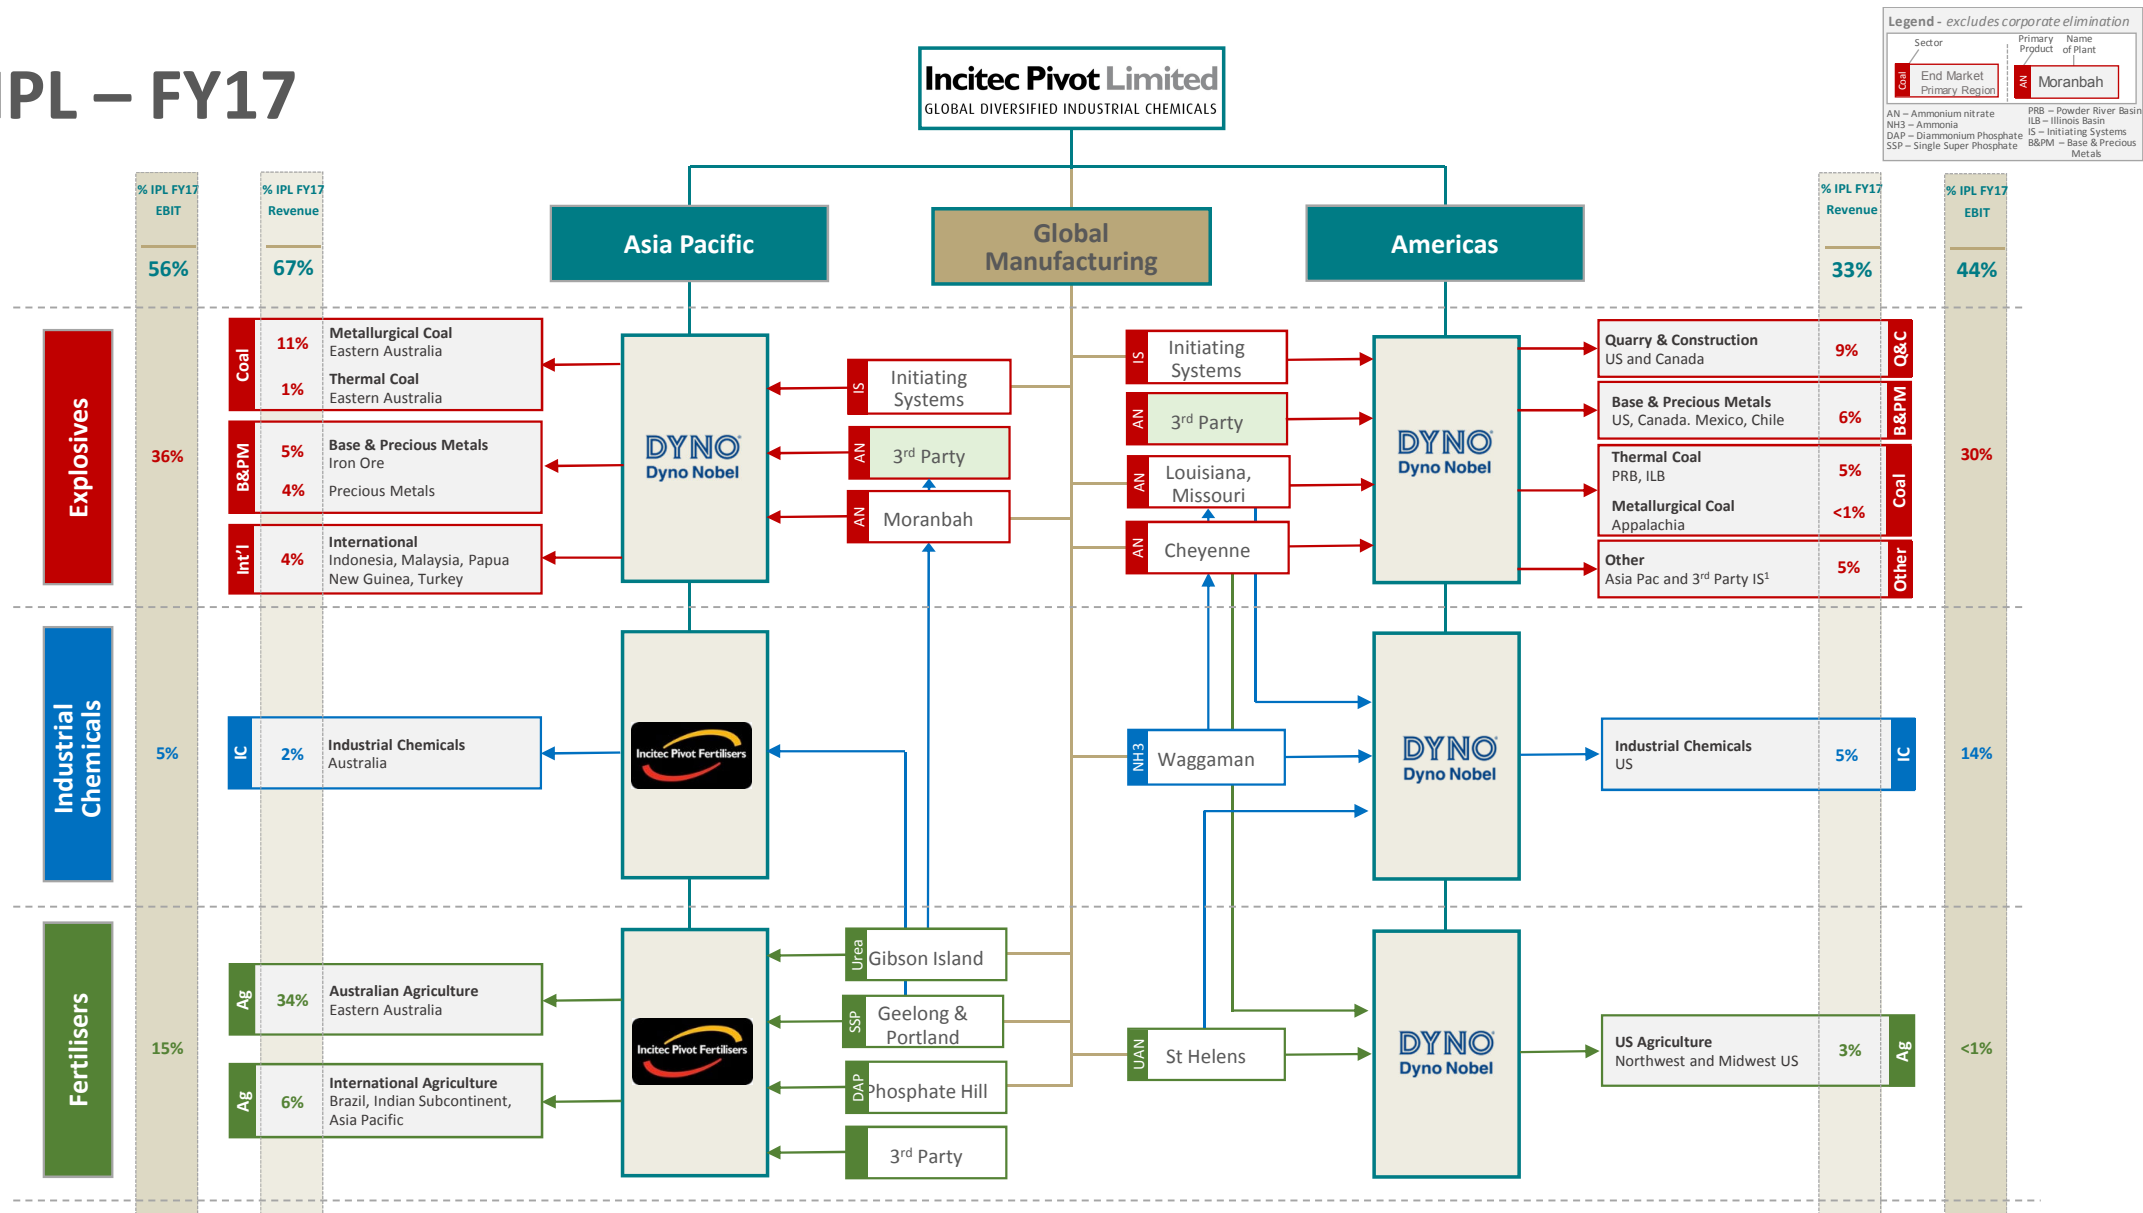 IPL – FY17
Incitec Pivot Limited
GLOBAL DIVERSIFIED INDUSTRIAL CHEMICALS
Legend - excludes corporate elimination
Sector
Primary Product
Name of Plant
Coal
End Market
Primary Region
AN
Moranbah
AN – Ammonium nitrate
NH3 – Ammonia
DAP – Diammonium Phosphate
SSP – Single Super Phosphate
PRB – Powder River Basin
ILB – Illinois Basin
IS – Initiating Systems
B&PM – Base & Precious
Metals
% IPL FY17
EBIT
56%
% IPL FY17
Revenue
67%
Asia Pacific
Global
Manufacturing
Americas
% IPL FY17
Revenue
33%
% IPL FY17
EBIT
44%
Explosives
36%
Coal
11%
Metallurgical Coal
Eastern Australia
1%
Thermal Coal
Eastern Australia
B&PM
5%
Base & Precious Metals
Iron Ore
4%
Precious Metals
Int'l
4%
International
Indonesia, Malaysia, Papua
New Guinea, Turkey
DYNO
Dyno Nobel
IS
Initiating
Systems
AN
3rd Party
AN
Moranbah
IS
Initiating
Systems
AN
3rd Party
AN
Louisiana,
Missouri
AN
Cheyenne
DYNO
Dyno Nobel
Quarry & Construction
US and Canada
9%
Q&C
Base & Precious Metals
US, Canada. Mexico, Chile
6%
B&PM
Thermal Coal
PRB, ILB
5%
Metallurgical Coal
Appalachia
<1%
Coal
Other
Asia Pac and 3rd Party IS1
5%
Other
30%
Industrial
Chemicals
5%
IC
2%
Industrial Chemicals
Australia
Incitec Pivot Fertilisers
NH3
Waggaman
DYNO
Dyno Nobel
Industrial Chemicals
US
5%
IC
14%
Fertilisers
15%
Ag
34%
Australian Agriculture
Eastern Australia
Ag
6%
International Agriculture
Brazil, Indian Subcontinent,
Asia Pacific
Incitec Pivot Fertilisers
Urea
Gibson Island
SSP
Geelong &
Portland
DAP
Phosphate Hill
3rd Party
UAN
St Helens
DYNO
Dyno Nobel
US Agriculture
Northwest and Midwest US
3%
Ag
<1%